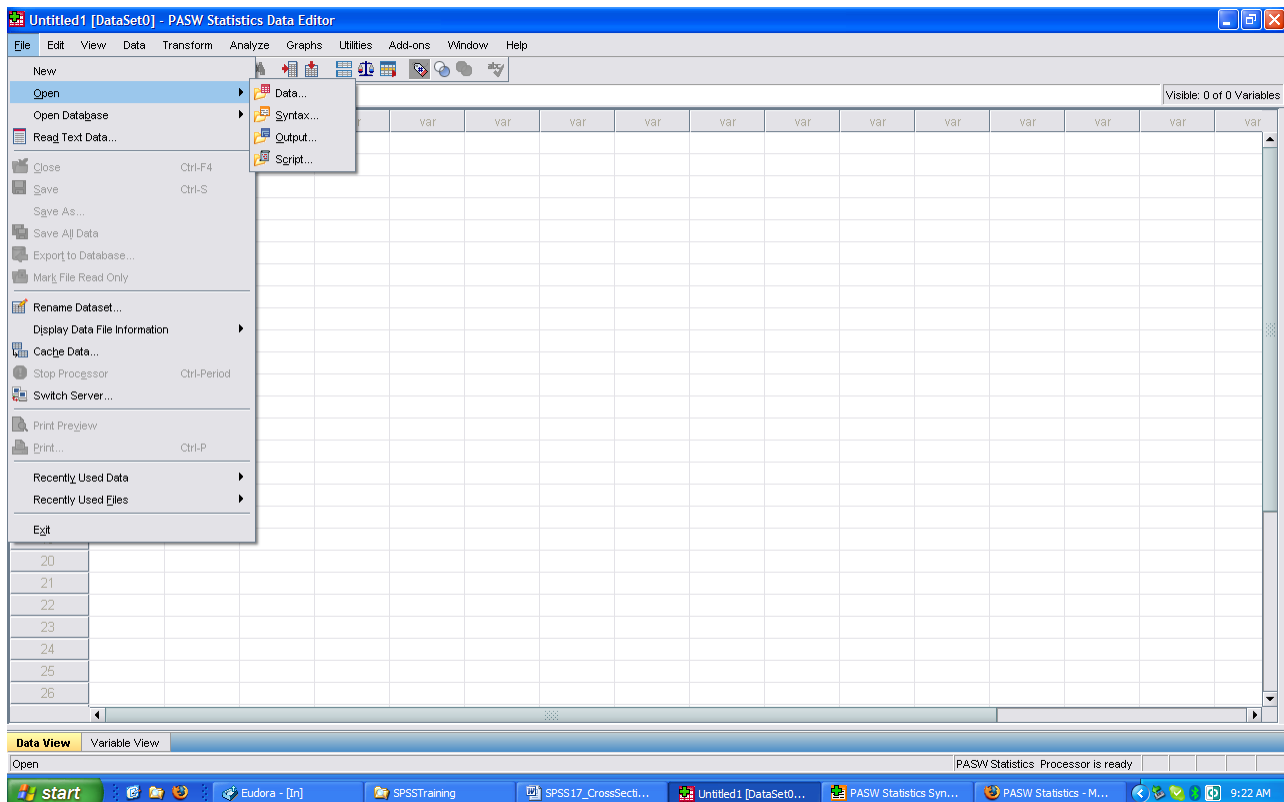 Untitled1 [DataSet0] - PASW Statistics Data Editor
File Edit View Data Transform Analyze Graphs Utilities Add-ons Window Help
New
Open
Open Database
Read Text Data...
Close Ctrl-F4
Save Ctrl-S
Save As...
Save All Data
Export to Database...
Mark File Read Only
Rename Dataset...
Display Data File Information
Cache Data...
Stop Processor Ctrl-Period
Switch Server...
Print Preview
Print... Ctrl-P
Recently Used Data
Recently Used Files
Exit
Data...
Syntax...
Output...
Script...
Visible: 0 of 0 Variables
var var var var var var var var var var var var
20
21
22
23
24
25
26
Data View Variable View
Open PASW Statistics Processor is ready
start Eudora - [In] SPSSTraining SPSS17_CrossSecti... Untitled1 [DataSet0... PASW Statistics Syn... PASW Statistics - M... 9:22 AM